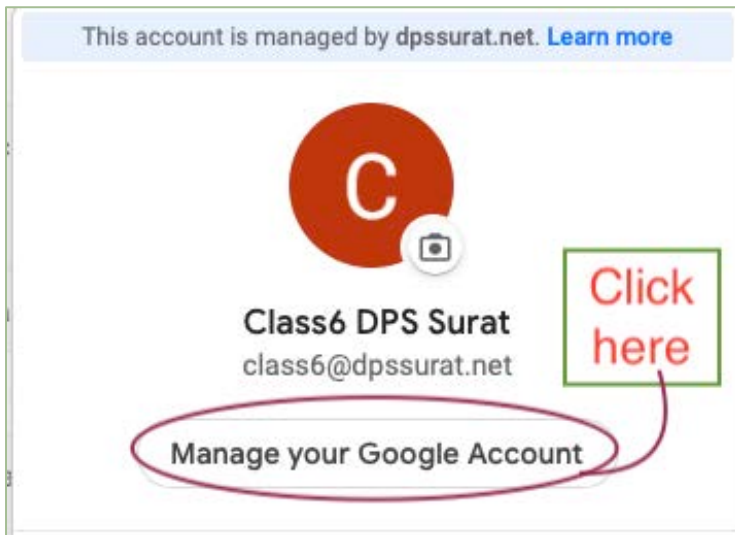 This account is managed by dpssurat.net. Learn more
C
Class6 DPS Surat
class6@dpssurat.net
Click
here
Manage your Google Account